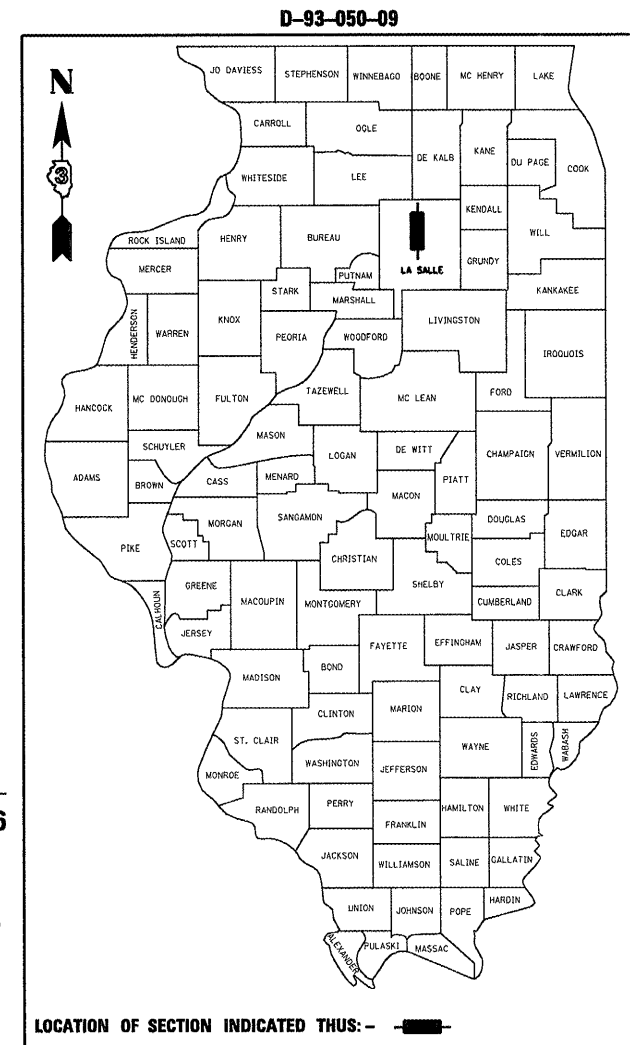 D-93-050-09
JO DAVIESS STEPHENSON WINNEBAGO BOONE MC HENRY LAKE
N
CARROLL OGLE
DE KALB KANE DU PAGE COOK
3
WHITESIDE LEE
KENDALL
ROCK ISLAND HENRY BUREAU WILL
LA SALLE GRUNDY
MERCER PUTNAM
STARK MARSHALL KANKAKEE
HENDERSON WARREN KNOX PEORIA WOODFORD LIVINGSTON IROQUOIS
HANCOCK MC DONOUGH FULTON TAZEWELL MC LEAN FORD
MASON
SCHUYLER LOGAN DE WITT CHAMPAIGN VERMILION
ADAMS BROWN CASS MENARD MACON PIATT
MORGAN SANGAMON DOUGLAS
PIKE SCOTT CHRISTIAN MOULTRIE COLES EDGAR
GREENE SHELBY
CALHOUN MACOUPIN MONTGOMERY CUMBERLAND CLARK
JERSEY FAYETTE EFFINGHAM JASPER CRAWFORD
BOND
MADISON CLAY RICHLAND LAWRENCE
CLINTON MARION
ST. CLAIR WAYNE EDWARDS WABASH
WASHINGTON JEFFERSON
MONROE
RANDOLPH PERRY HAMILTON WHITE
6
FRANKLIN
JACKSON WILLIAMSON SALINE GALLATIN
UNION JOHNSON POPE HARDIN
ALEXANDER PULASKI MASSAC
LOCATION OF SECTION INDICATED THUS: -